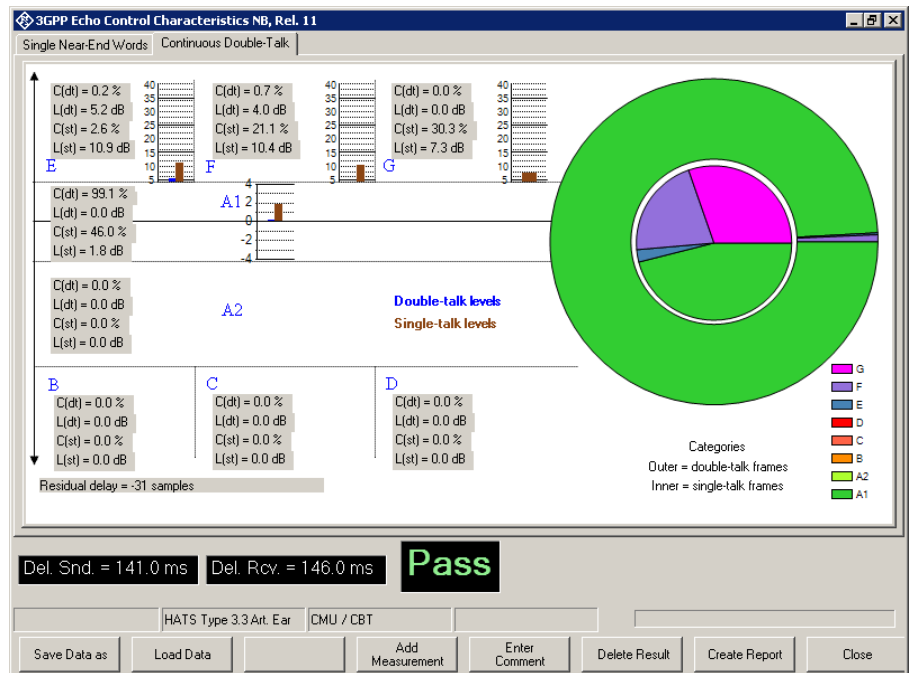 3GPP Echo Control Characteristics NB, Rel. 11
Single Near-End Words
Continuous Double-Talk
C(dt) = 0.2 %
L(dt) = 5.2 dB
C(st) = 2.6 %
L(st) = 10.9 dB
E
40
35
30
25
20
15
10
5
C(dt) = 0.7 %
L(dt) = 4.0 dB
C(st) = 21.1 %
L(st) = 10.4 dB
F
40
35
30
25
20
15
10
5
C(dt) = 0.0 %
L(dt) = 0.0 dB
C(st) = 30.3 %
L(st) = 7.3 dB
G
40
35
30
25
20
15
10
5
C(dt) = 99.1 %
L(dt) = 0.0 dB
C(st) = 46.0 %
L(st) = 1.8 dB
A1
4
2
0
-2
-4
C(dt) = 0.0 %
L(dt) = 0.0 dB
C(st) = 0.0 %
L(st) = 0.0 dB
A2
Double-talk levels
Single-talk levels
B
C(dt) = 0.0 %
L(dt) = 0.0 dB
C(st) = 0.0 %
L(st) = 0.0 dB
C
C(dt) = 0.0 %
L(dt) = 0.0 dB
C(st) = 0.0 %
L(st) = 0.0 dB
D
C(dt) = 0.0 %
L(dt) = 0.0 dB
C(st) = 0.0 %
L(st) = 0.0 dB
Residual delay = -31 samples
Categories
Outer = double-talk frames
Inner = single-talk frames
G
F
E
D
C
B
A2
A1
Del. Snd. = 141.0 ms
Del. Rcv. = 146.0 ms
Pass
HATS Type 3.3 Art. Ear
CMU / CBT
Save Data as
Load Data
Add
Measurement
Enter
Comment
Delete Result
Create Report
Close